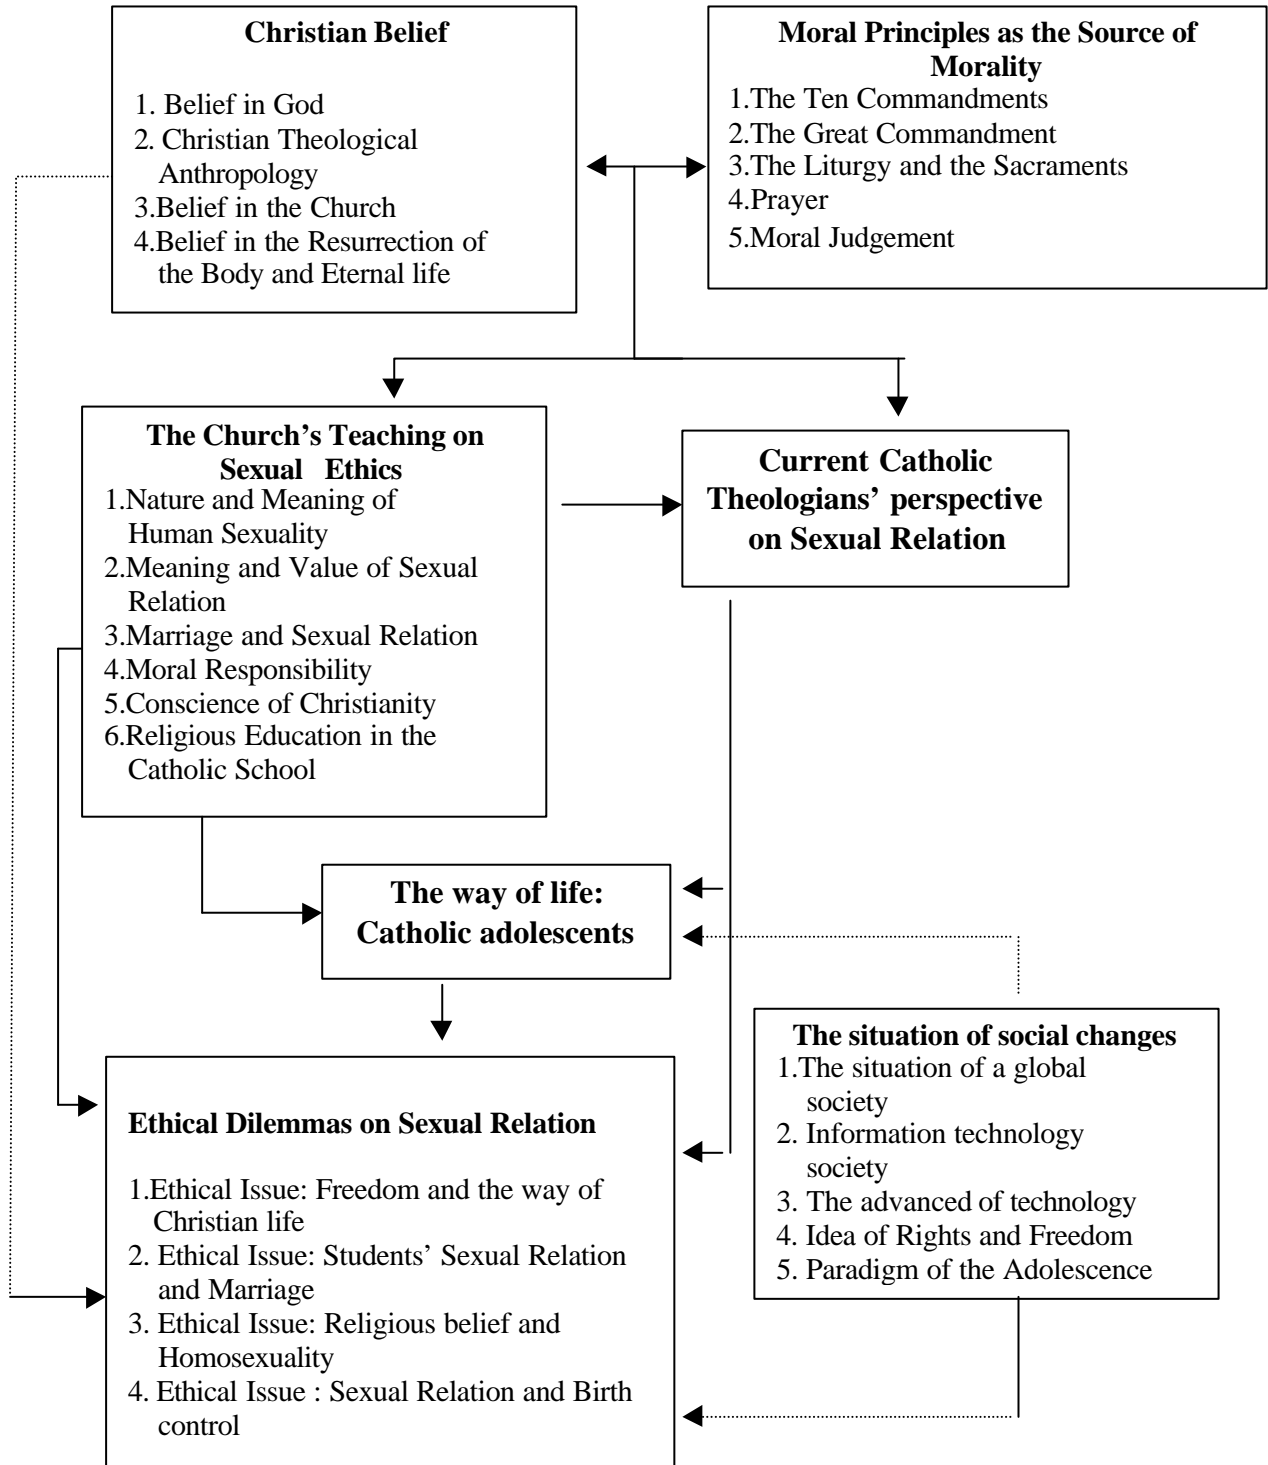 Christian Belief
1. Belief in God
2. Christian Theological
Anthropology
3.Belief in the Church
4.Belief in the Resurrection of
the Body and Eternal life
Moral Principles as the Source of
Morality
1.The Ten Commandments
2.The Great Commandment
3.The Liturgy and the Sacraments
4.Prayer
5.Moral Judgement
The Church’s Teaching on
Sexual Ethics
1.Nature and Meaning of
Human Sexuality
2.Meaning and Value of Sexual
Relation
3.Marriage and Sexual Relation
4.Moral Responsibility
5.Conscience of Christianity
6.Religious Education in the
Catholic School
Current Catholic
Theologians’ perspective
on Sexual Relation
The way of life:
Catholic adolescents
The situation of social changes
1.The situation of a global
society
2. Information technology
society
3. The advanced of technology
4. Idea of Rights and Freedom
5. Paradigm of the Adolescence
Ethical Dilemmas on Sexual Relation
1.Ethical Issue: Freedom and the way of
Christian life
2. Ethical Issue: Students’ Sexual Relation
and Marriage
3. Ethical Issue: Religious belief and
Homosexuality
4. Ethical Issue : Sexual Relation and Birth
control